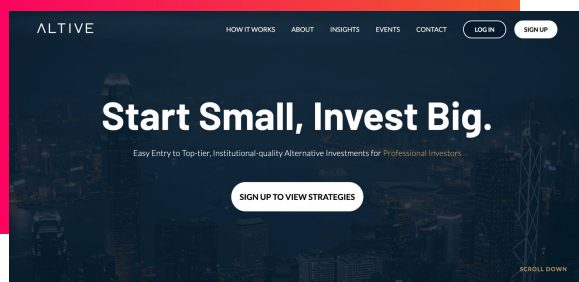 ALTIVE
HOW IT WORKS ABOUT INSIGHTS EVENTS CONTACT LOG IN SIGN UP
Start Small, Invest Big.
Easy Entry to Top-tier, Institutional-quality Alternative Investments for Professional Investors
SIGN UP TO VIEW STRATEGIES
SCROLL DOWN